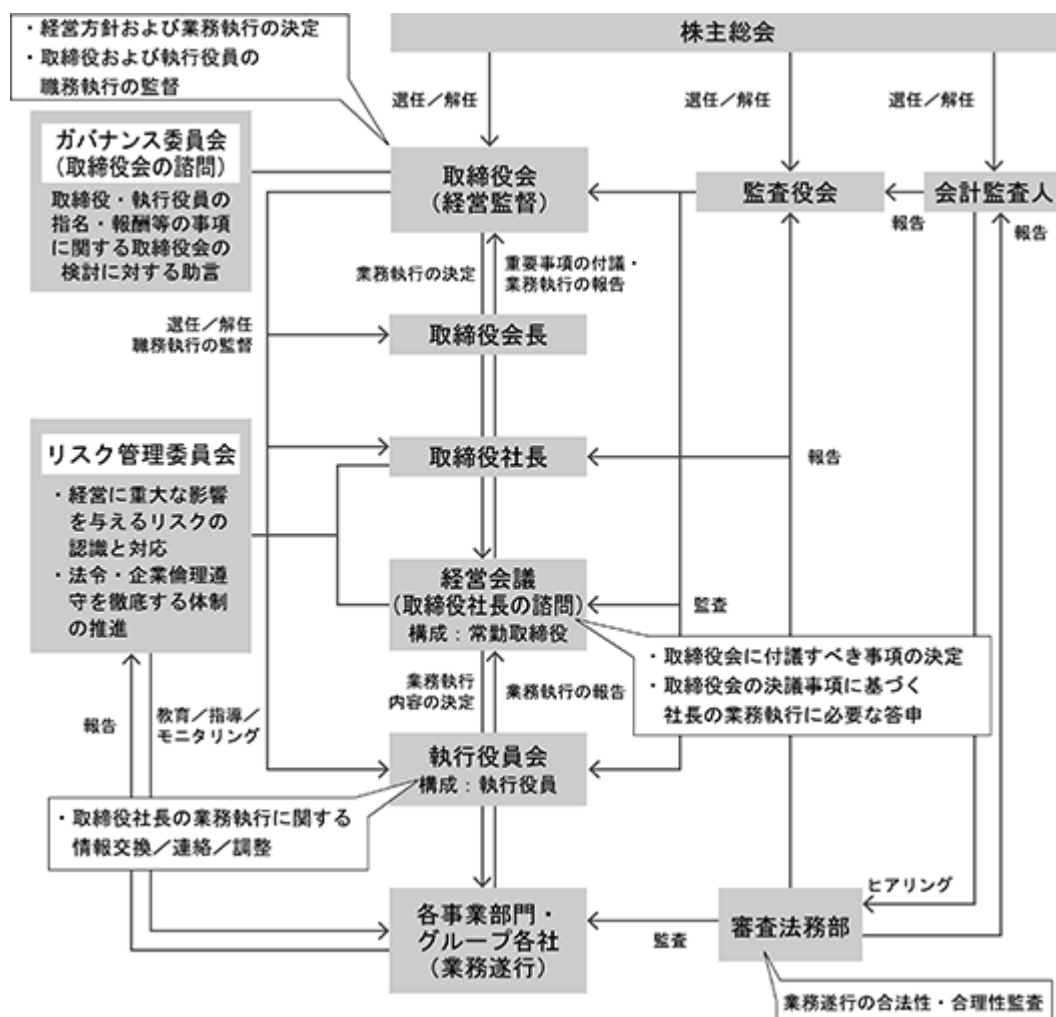 ・経営方針および業務執行の決定
・取締役および執行役員の
職務執行の監督
株主総会
選任／解任
選任／解任
選任／解任
ガバナンス委員会
(取締役会の諮問)
取締役・執行役員の
指名・報酬等の事項
に関する取締役会の
検討に対する助言
取締役会
(経営監督)
監査役会
会計監査人
報告
報告
業務執行の決定
重要事項の付議・
業務執行の報告
選任／解任
職務執行の監督
取締役会長
リスク管理委員会
・経営に重大な影響
を与えるリスクの
認識と対応
・法令・企業倫理遵
守を徹底する体制
の推進
取締役社長
報告
経営会議
(取締役社長の諮問)
構成：常勤取締役
監査
・取締役会に付議すべき事項の決定
・取締役会の決議事項に基づく
社長の業務執行に必要な答申
業務執行
内容の決定
業務執行の報告
報告
教育／指導／
モニタリング
執行役員会
構成：執行役員
・取締役社長の業務執行に関する
情報交換／連絡／調整
各事業部門・
グループ各社
(業務遂行)
監査
ヒアリング
審査法務部
業務遂行の合法性・合理性監査